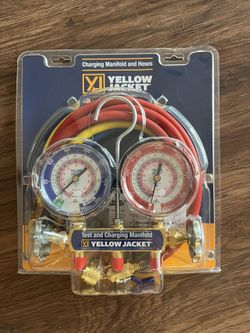 Charging Manifold and Hoses
YJ YELLOW
JACKET
Test and Charging Manifold
YJ YELLOW JACKET